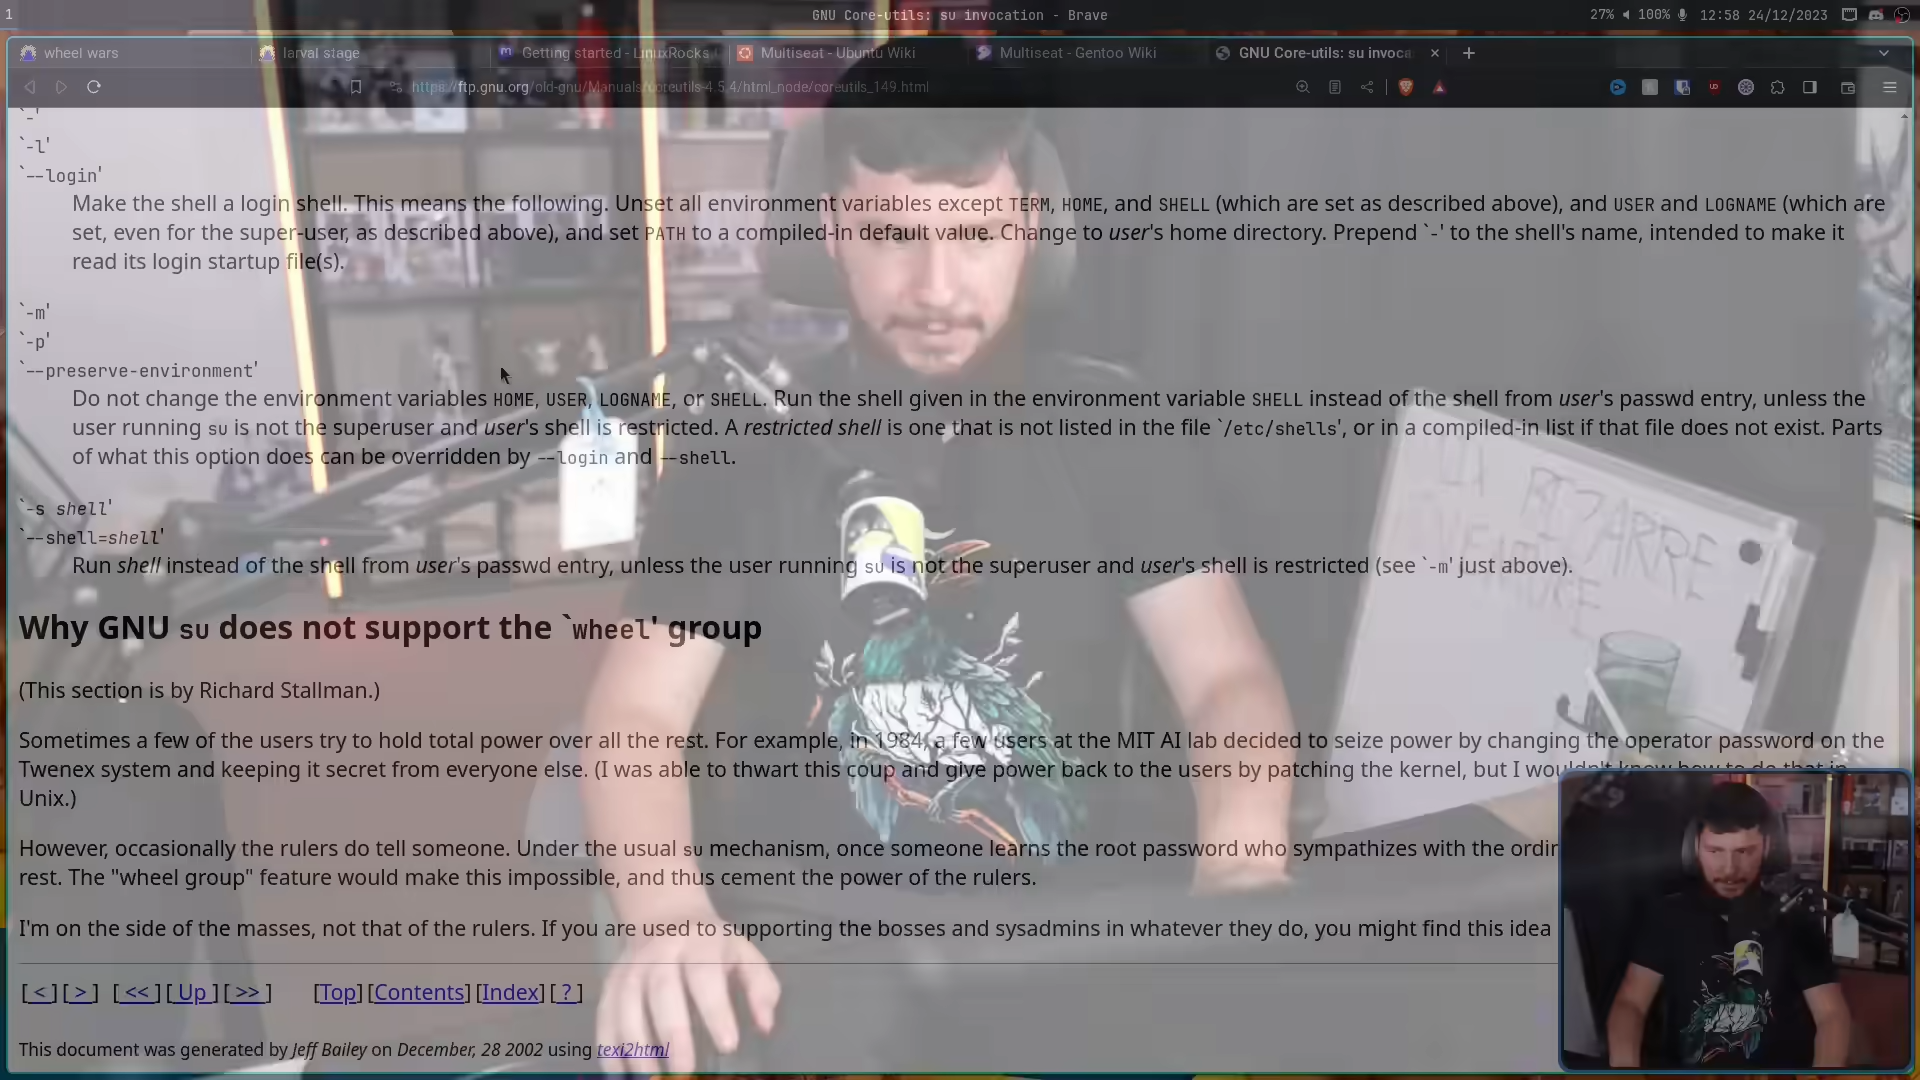 1
GNU Core-utils: su invocation - Brave
27% 100% 12:58 24/12/2023
wheel wars
larval stage
Getting started - LinuxRocks
Multiseat - Ubuntu Wiki
Multiseat - Gentoo Wiki
GNU Core-utils: su invoca
https://ftp.gnu.org/old-gnu/Manuals/coreutils-4.5.4/html_node/coreutils_149.html
`-'
`-l'
`--login'
Make the shell a login shell. This means the following. Unset all environment variables except TERM, HOME, and SHELL (which are set as described above), and USER and LOGNAME (which are
set, even for the super-user, as described above), and set PATH to a compiled-in default value. Change to user's home directory. Prepend `-' to the shell's name, intended to make it
read its login startup file(s).
`-m'
`-p'
`--preserve-environment'
Do not change the environment variables HOME, USER, LOGNAME, or SHELL. Run the shell given in the environment variable SHELL instead of the shell from user's passwd entry, unless the
user running su is not the superuser and user's shell is restricted. A restricted shell is one that is not listed in the file `/etc/shells', or in a compiled-in list if that file does not exist. Parts
of what this option does can be overridden by --login and --shell.
`-s shell'
`--shell=shell'
Run shell instead of the shell from user's passwd entry, unless the user running su is not the superuser and user's shell is restricted (see `-m' just above).
BIZARRE
Why GNU su does not support the `wheel' group
(This section is by Richard Stallman.)
Sometimes a few of the users try to hold total power over all the rest. For example, in 1984, a few users at the MIT AI lab decided to seize power by changing the operator password on the
Twenex system and keeping it secret from everyone else. (I was able to thwart this coup and give power back to the users by patching the kernel, but I wouldn't know how to do that in
Unix.)
However, occasionally the rulers do tell someone. Under the usual su mechanism, once someone learns the root password who sympathizes with the ordin
rest. The "wheel group" feature would make this impossible, and thus cement the power of the rulers.
I'm on the side of the masses, not that of the rulers. If you are used to supporting the bosses and sysadmins in whatever they do, you might find this idea
[ < ] [ > ] [ << ] [ Up ] [ >> ] [Top] [Contents] [Index] [ ? ]
This document was generated by Jeff Bailey on December, 28 2002 using texi2html